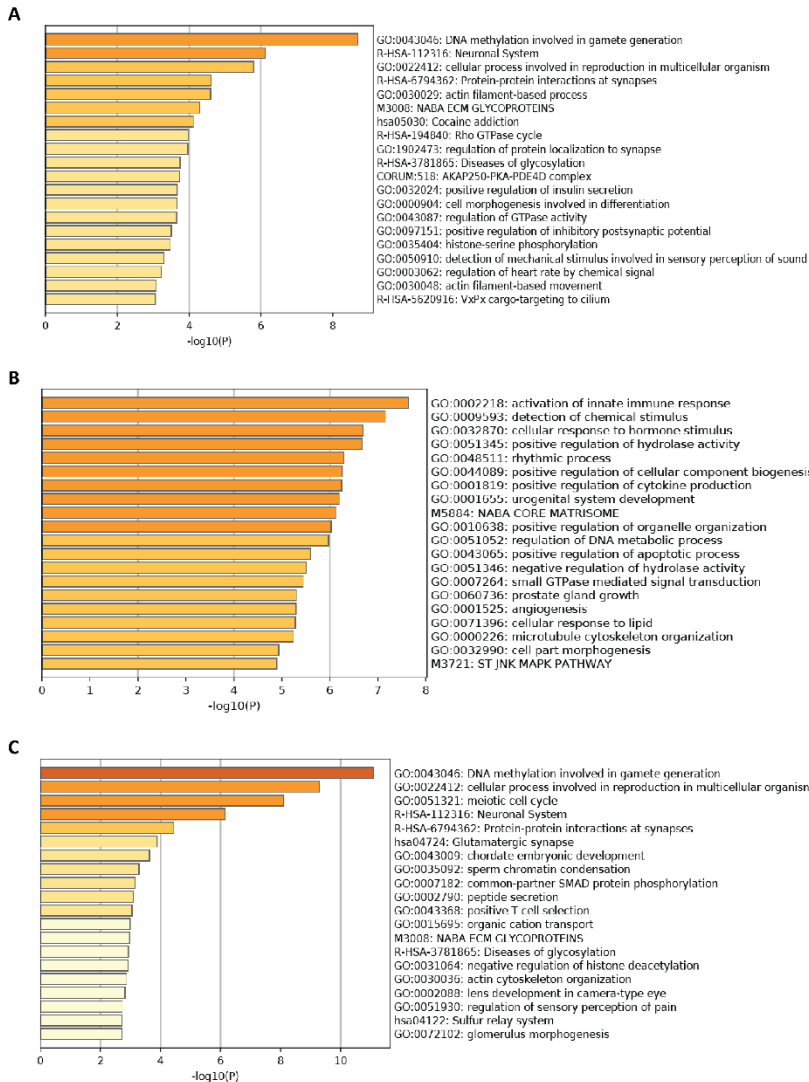 A
GO:0043046: DNA methylation involved in gamete generation
R-HSA-112316: Neuronal System
GO:0022412: cellular process involved in reproduction in multicellular organism
R-HSA-6794362: Protein-protein interactions at synapses
GO:0030029: actin filament-based process
M3008: NABA ECM GLYCOPROTEINS
hsa05030: Cocaine addiction
R-HSA-194840: Rho GTPase cycle
GO:1902473: regulation of protein localization to synapse
R-HSA-3781865: Diseases of glycosylation
CORUM:518: AKAP250-PKA-PDE4D complex
GO:0032024: positive regulation of insulin secretion
GO:0000904: cell morphogenesis involved in differentiation
GO:0043087: regulation of GTPase activity
GO:0097151: positive regulation of inhibitory postsynaptic potential
GO:0035404: histone-serine phosphorylation
GO:0050910: detection of mechanical stimulus involved in sensory perception of sound
GO:0003062: regulation of heart rate by chemical signal
GO:0030048: actin filament-based movement
R-HSA-5620916: VxPx cargo-targeting to cilium
0 2 4 6 8
-log10(P)
B
GO:0002218: activation of innate immune response
GO:0009593: detection of chemical stimulus
GO:0032870: cellular response to hormone stimulus
GO:0051345: positive regulation of hydrolase activity
GO:0048511: rhythmic process
GO:0044089: positive regulation of cellular component biogenesis
GO:0001819: positive regulation of cytokine production
GO:0001655: urogenital system development
M5884: NABA CORE MATRISOME
GO:0010638: positive regulation of organelle organization
GO:0051052: regulation of DNA metabolic process
GO:0043065: positive regulation of apoptotic process
GO:0051346: negative regulation of hydrolase activity
GO:0007264: small GTPase mediated signal transduction
GO:0060736: prostate gland growth
GO:0001525: angiogenesis
GO:0071396: cellular response to lipid
GO:0000226: microtubule cytoskeleton organization
GO:0032990: cell part morphogenesis
M3721: ST JNK MAPK PATHWAY
0 1 2 3 4 5 6 7 8
-log10(P)
C
GO:0043046: DNA methylation involved in gamete generation
GO:0022412: cellular process involved in reproduction in multicellular organism
GO:0051321: meiotic cell cycle
R-HSA-112316: Neuronal System
R-HSA-6794362: Protein-protein interactions at synapses
hsa04724: Glutamatergic synapse
GO:0043009: chordate embryonic development
GO:0035092: sperm chromatin condensation
GO:0007182: common-partner SMAD protein phosphorylation
GO:0002790: peptide secretion
GO:0043368: positive T cell selection
GO:0015695: organic cation transport
M3008: NABA ECM GLYCOPROTEINS
R-HSA-3781865: Diseases of glycosylation
GO:0031064: negative regulation of histone deacetylation
GO:0030036: actin cytoskeleton organization
GO:0002088: lens development in camera-type eye
GO:0051930: regulation of sensory perception of pain
hsa04122: Sulfur relay system
GO:0072102: glomerulus morphogenesis
0 2 4 6 8 10
-log10(P)